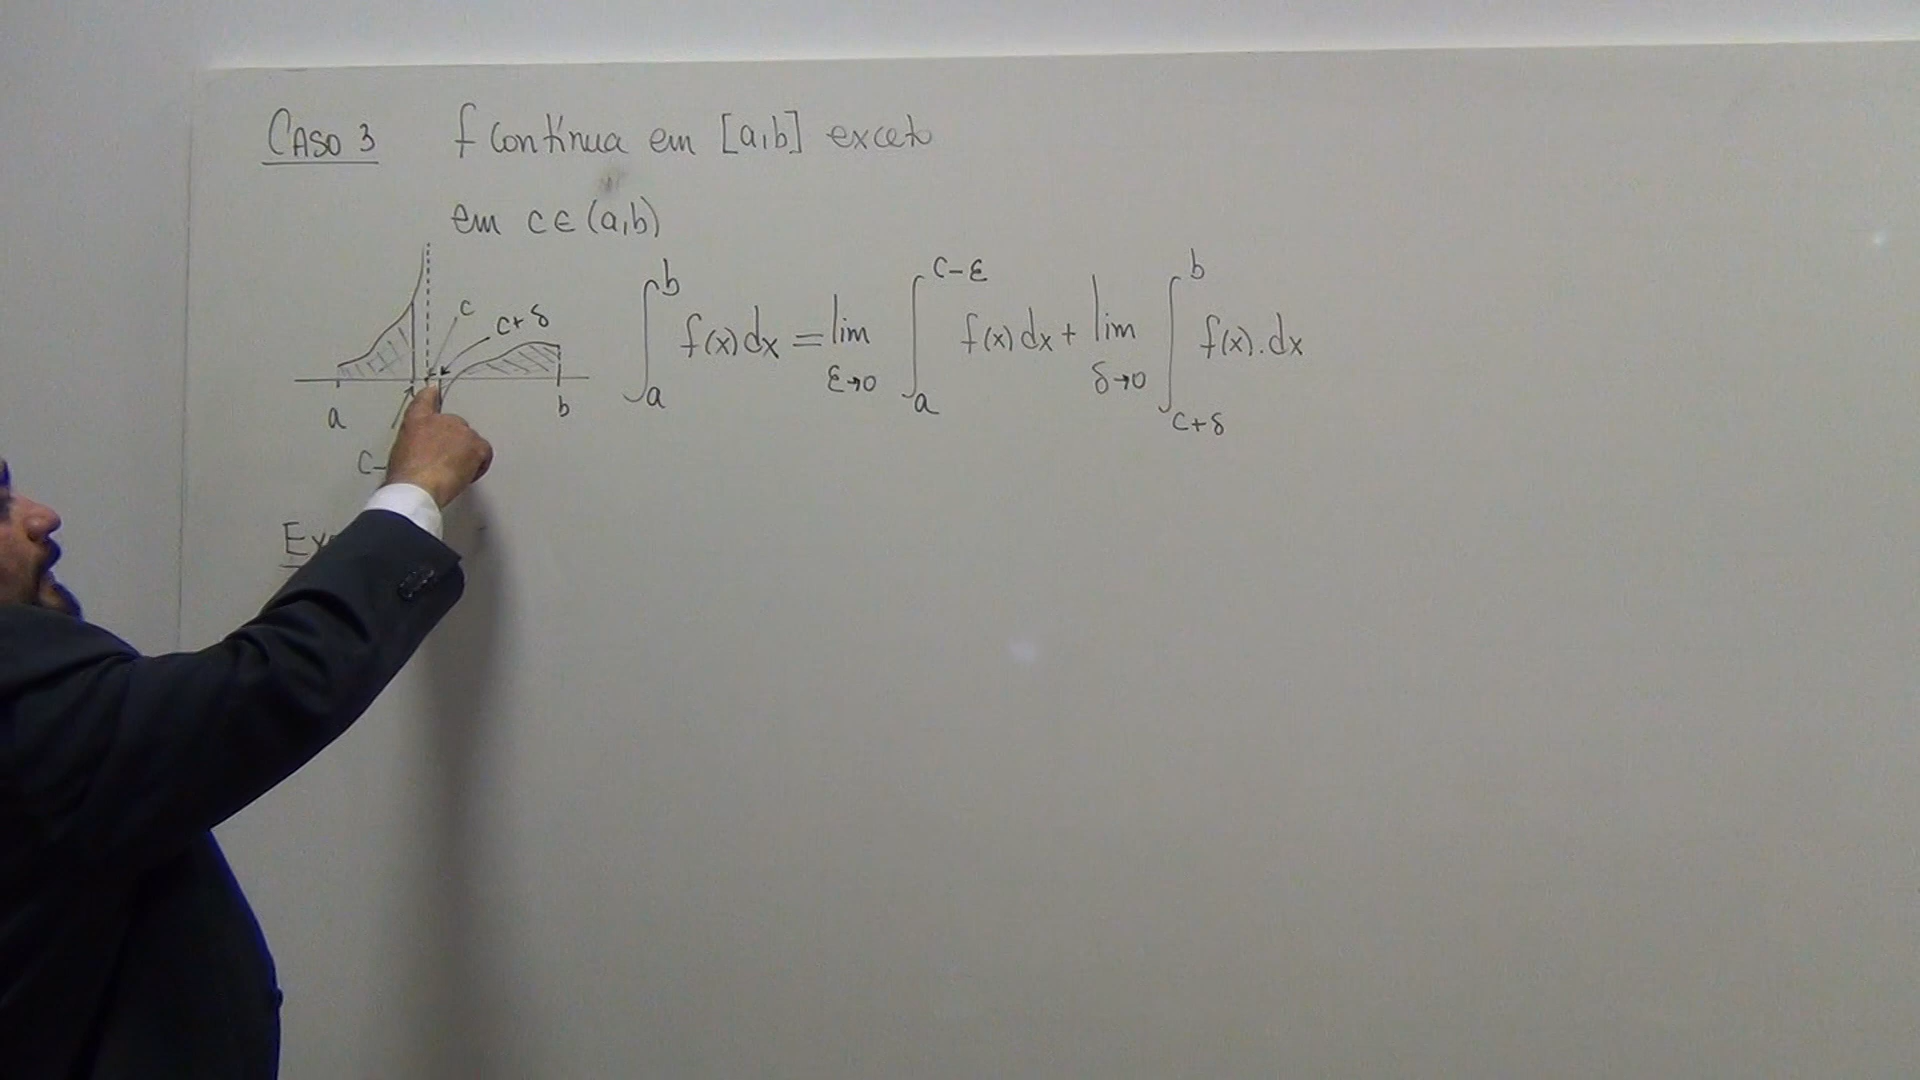 CASO 3 f contínua em [a,b] exceto
em c ∈ (a,b)
c
c+δ
a
b
c-
∫_a^b f(x) dx = lim_{ε→0} ∫_a^{c-ε} f(x) dx + lim_{δ→0} ∫_{c+δ}^b f(x).dx